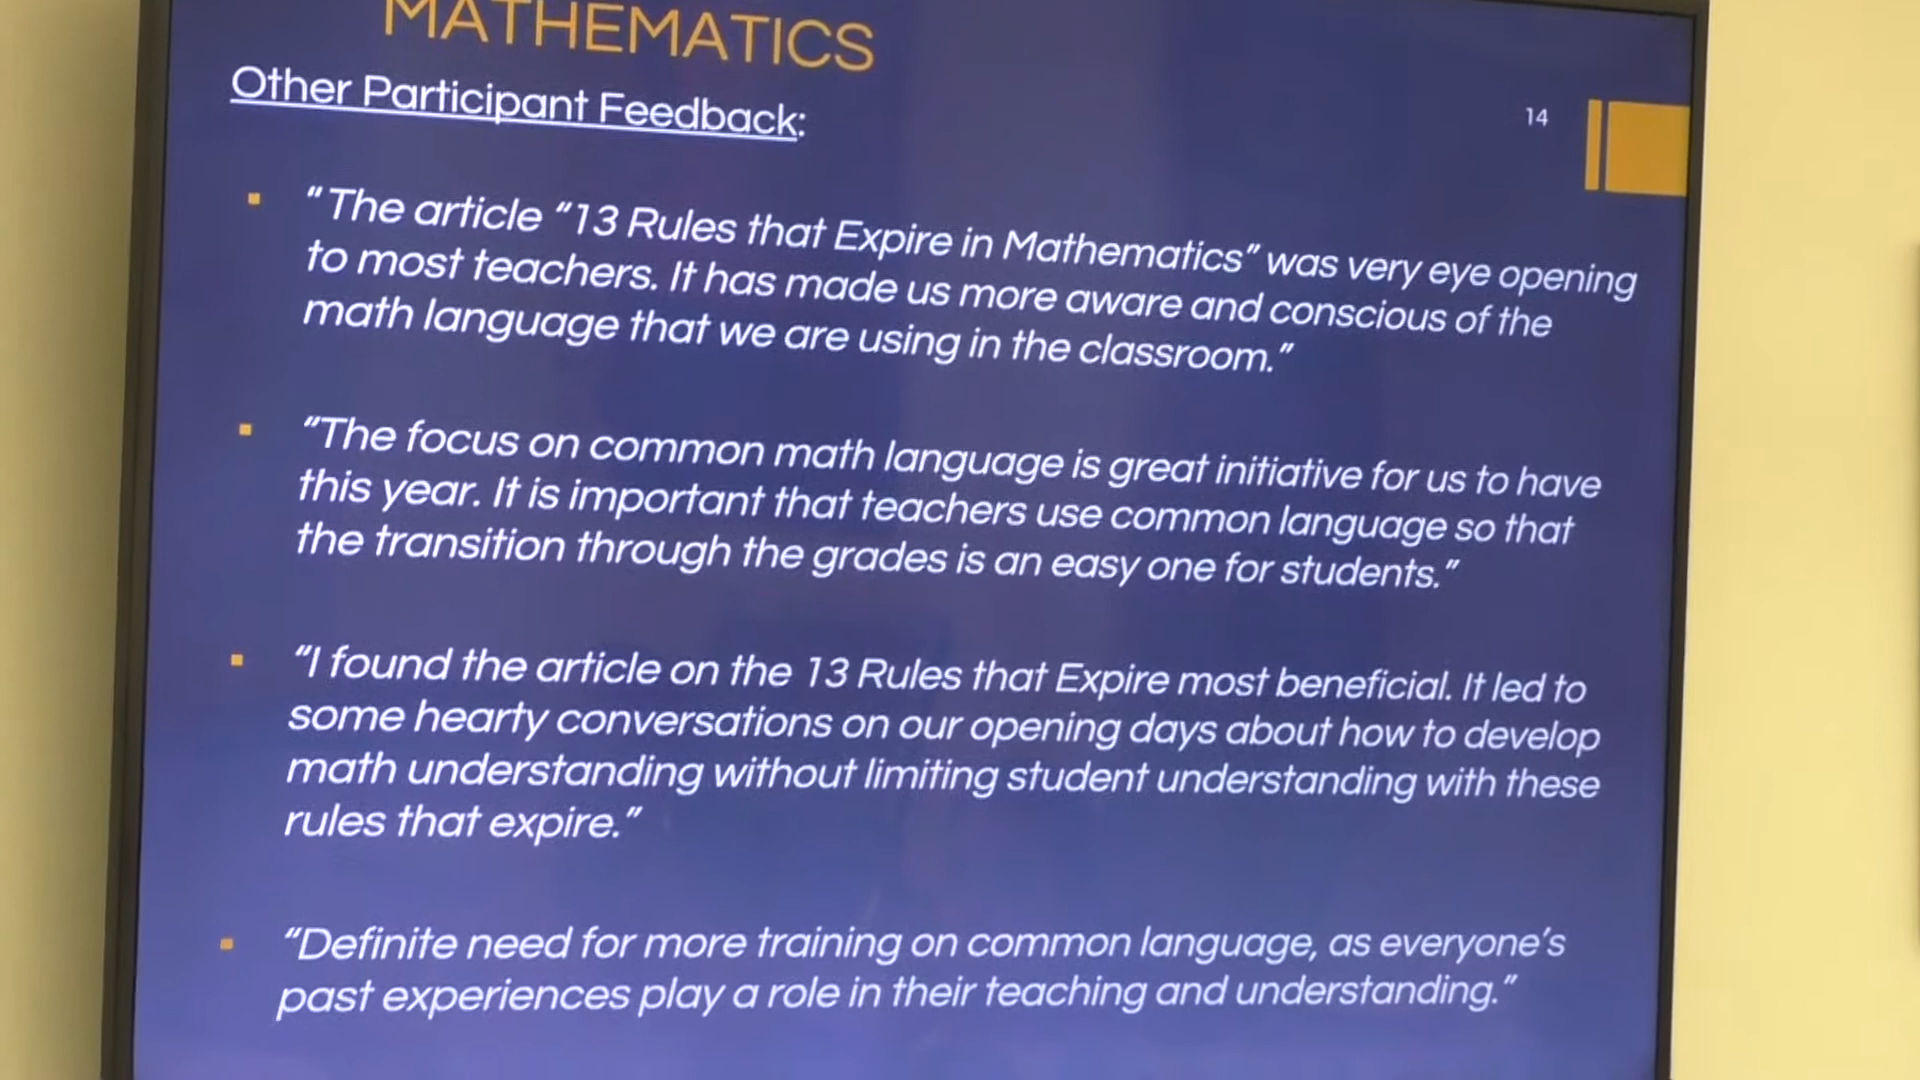 MATHEMATICS
Other Participant Feedback:
14
▪ “The article “13 Rules that Expire in Mathematics” was very eye opening
to most teachers. It has made us more aware and conscious of the
math language that we are using in the classroom.”
▪ “The focus on common math language is great initiative for us to have
this year. It is important that teachers use common language so that
the transition through the grades is an easy one for students.”
▪ “I found the article on the 13 Rules that Expire most beneficial. It led to
some hearty conversations on our opening days about how to develop
math understanding without limiting student understanding with these
rules that expire.”
▪ “Definite need for more training on common language, as everyone’s
past experiences play a role in their teaching and understanding.”